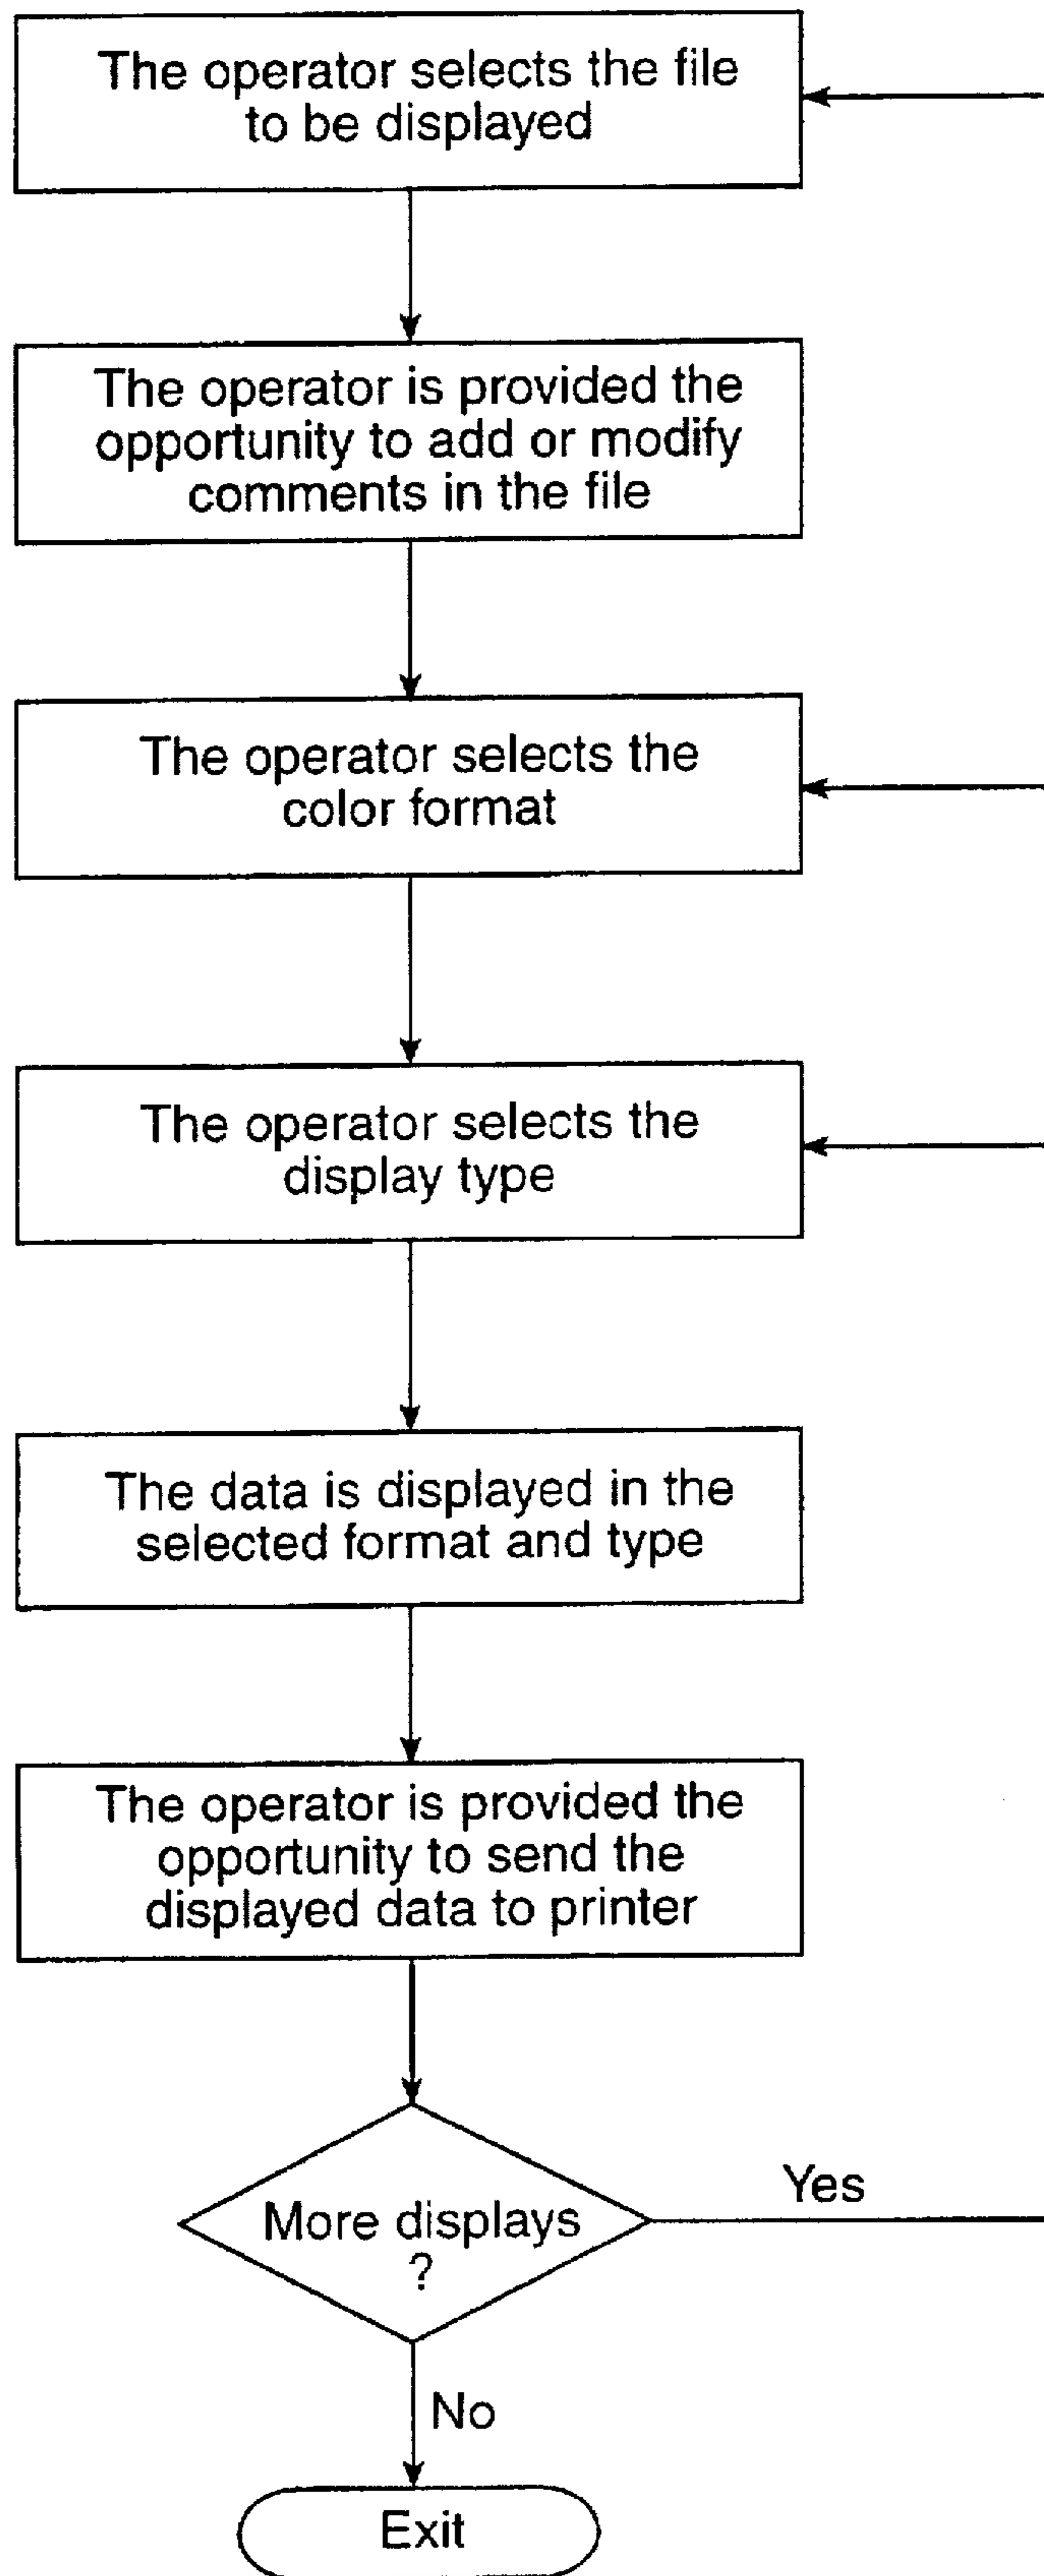 The operator selects the file
to be displayed
The operator is provided the
opportunity to add or modify
comments in the file
The operator selects the
color format
The operator selects the
display type
The data is displayed in the
selected format and type
The operator is provided the
opportunity to send the
displayed data to printer
More displays
?
Yes
No
Exit